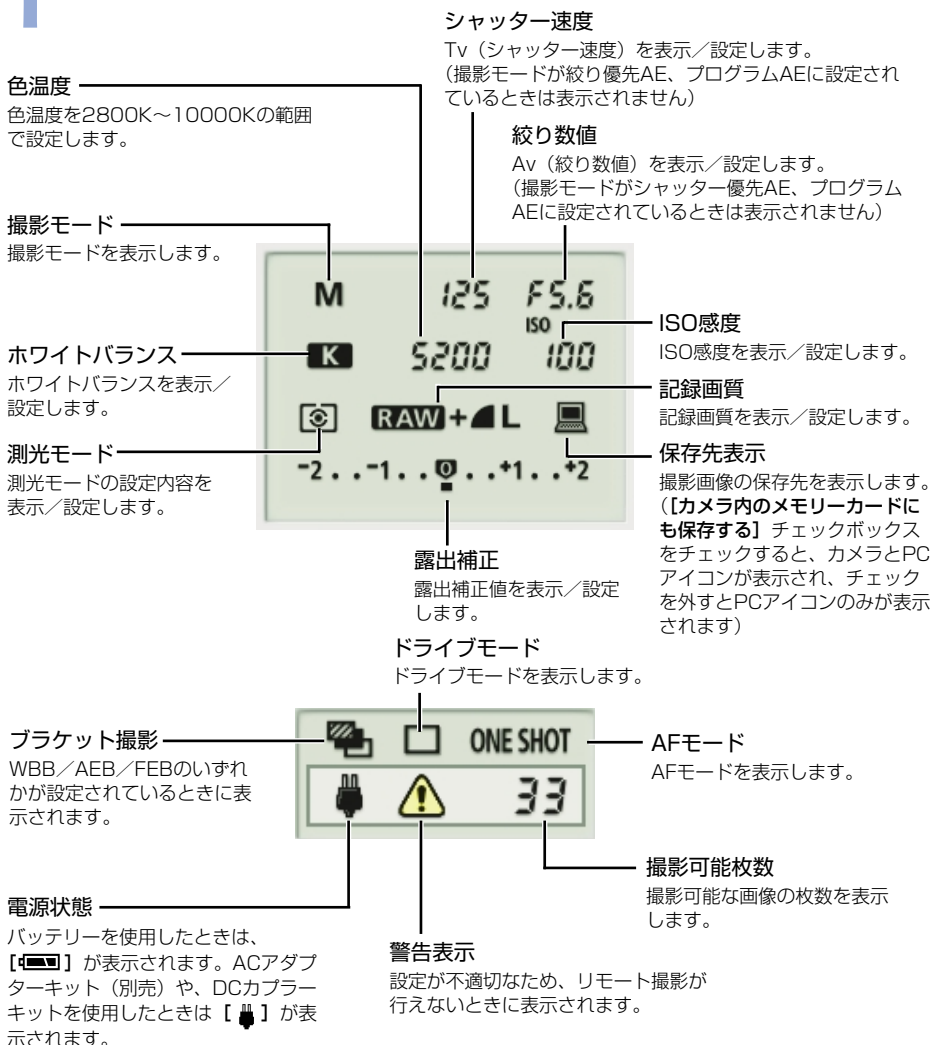 シャッター速度
Tv（シャッター速度）を表示／設定します。
（撮影モードが絞り優先AE、プログラムAEに設定され
ているときは表示されません）
色温度
色温度を2800K～10000Kの範囲
で設定します。
絞り数値
Av（絞り数値）を表示／設定します。
（撮影モードがシャッター優先AE、プログラム
AEに設定されているときは表示されません）
撮影モード
撮影モードを表示します。
M 125 F5.6
ISO
K 5200 100
RAW+L
-2..-1..0..+1..+2
ISO感度
ISO感度を表示／設定します。
ホワイトバランス
ホワイトバランスを表示／
設定します。
記録画質
記録画質を表示／設定します。
測光モード
測光モードの設定内容を
表示／設定します。
保存先表示
撮影画像の保存先を表示します。
（［カメラ内のメモリーカードに
も保存する］チェックボックス
をチェックすると、カメラとPC
アイコンが表示され、チェック
を外すとPCアイコンのみが表示
されます）
露出補正
露出補正値を表示／設定
します。
ドライブモード
ドライブモードを表示します。
ブラケット撮影
WBB／AEB／FEBのいずれ
かが設定されているときに表
示されます。
ONE SHOT
33
AFモード
AFモードを表示します。
撮影可能枚数
撮影可能な画像の枚数を表示
します。
電源状態
バッテリーを使用したときは、
［ ］が表示されます。ACアダプ
ターキット（別売）や、DCカプラー
キットを使用したときは［ ］が表
示されます。
警告表示
設定が不適切なため、リモート撮影が
行えないときに表示されます。